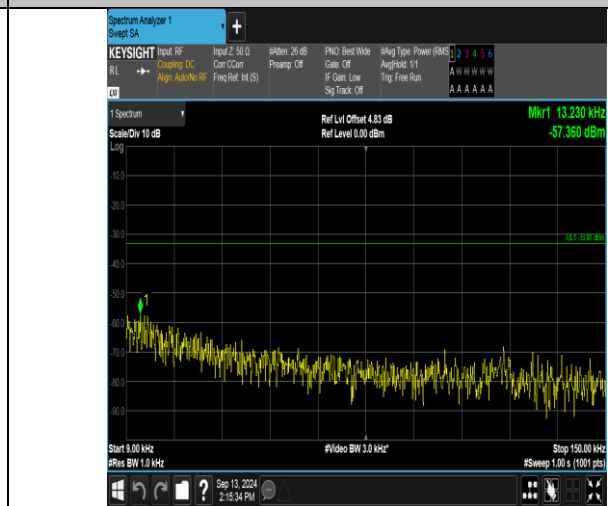 Spectrum Analyzer 1
Swept SA
+
KEYSIGHT Input: RF Input Z: 50 Ω #Atten: 26 dB PNO: Best Wide #Avg Type: Power (RMS 1 2 3 4 5 6
RL Coupling: DC Corr CCorr Preamp: Off Gate: Off Avg|Hold: 1/1 A W W W W W
Align: Auto/No RF Freq Ref: Int (S) IF Gain: Low Trig: Free Run
Sig Track: Off A A A A A A
LXI
1 Spectrum Ref Lvl Offset 4.83 dB Mkr1 13.230 kHz
Scale/Div 10 dB Ref Level 0.00 dBm -57.360 dBm
Log
-10.0
-20.0
-30.0
DL1 -33.00 dBm
-40.0
-50.0
1
-60.0
-70.0
-80.0
-90.0
Start 9.00 kHz #Video BW 3.0 kHz* Stop 150.00 kHz
#Res BW 1.0 kHz #Sweep 1.00 s (1001 pts)
? Sep 13, 2024
2:15:34 PM